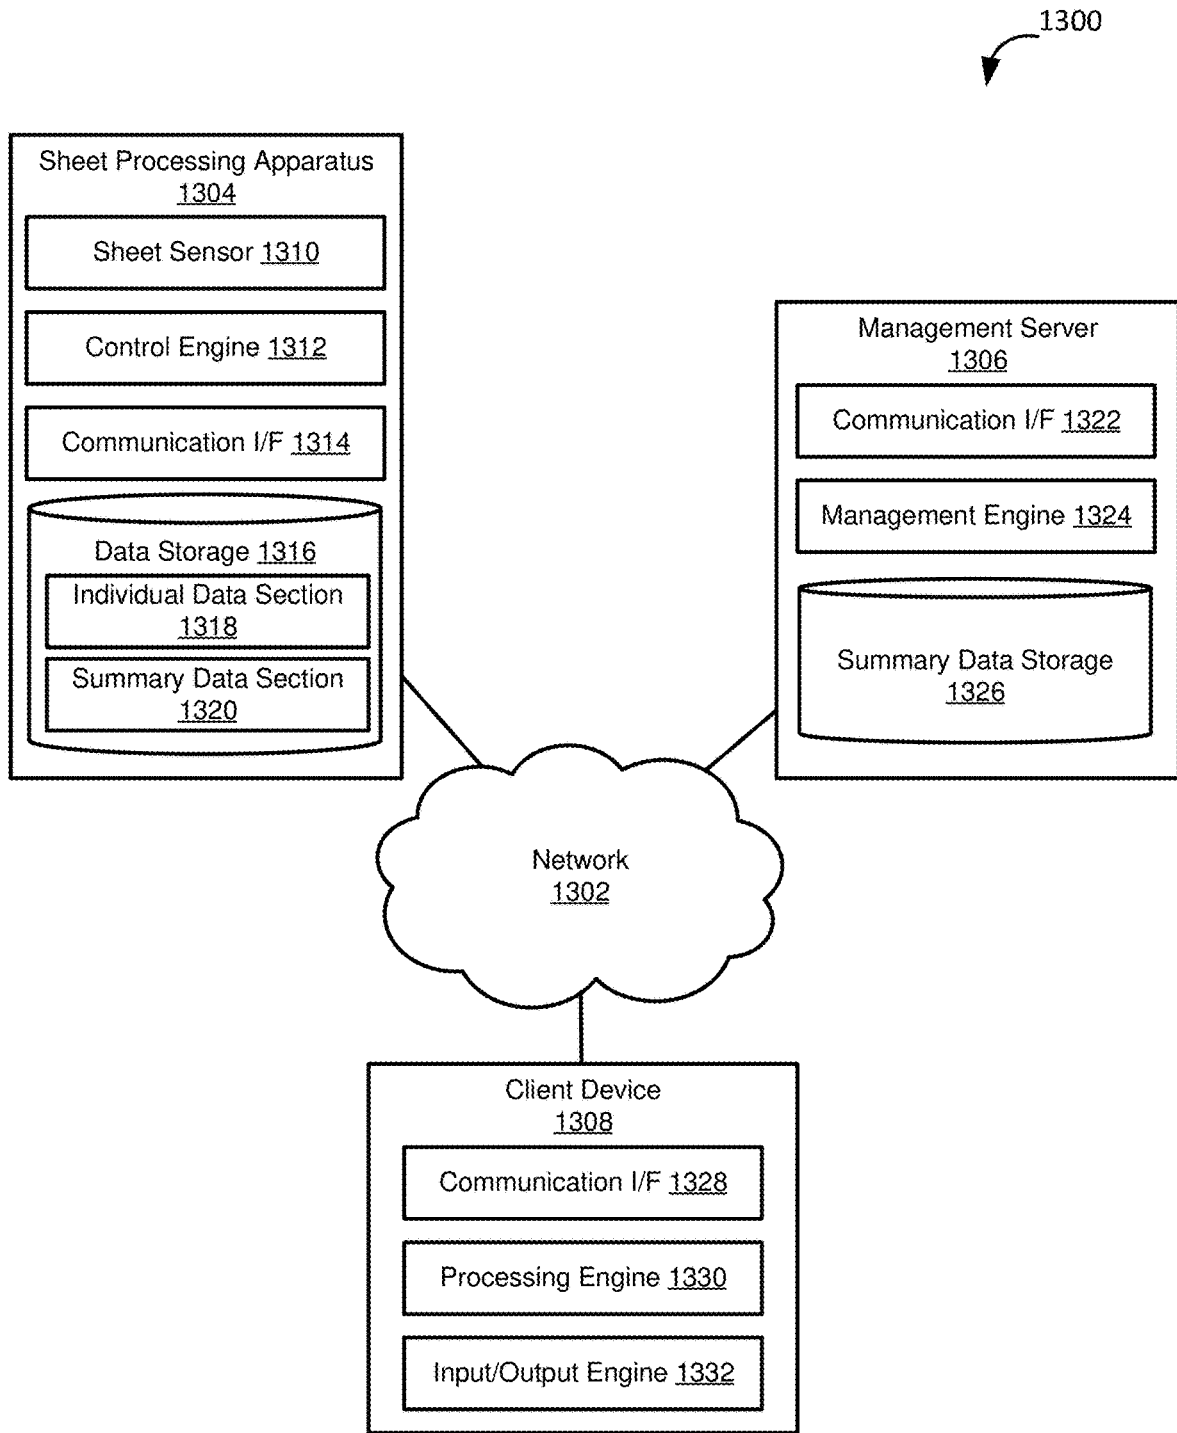 1300
Sheet Processing Apparatus
1304
Sheet Sensor 1310
Control Engine 1312
Communication I/F 1314
Data Storage 1316
Individual Data Section
1318
Summary Data Section
1320
Management Server
1306
Communication I/F 1322
Management Engine 1324
Summary Data Storage
1326
Network
1302
Client Device
1308
Communication I/F 1328
Processing Engine 1330
Input/Output Engine 1332